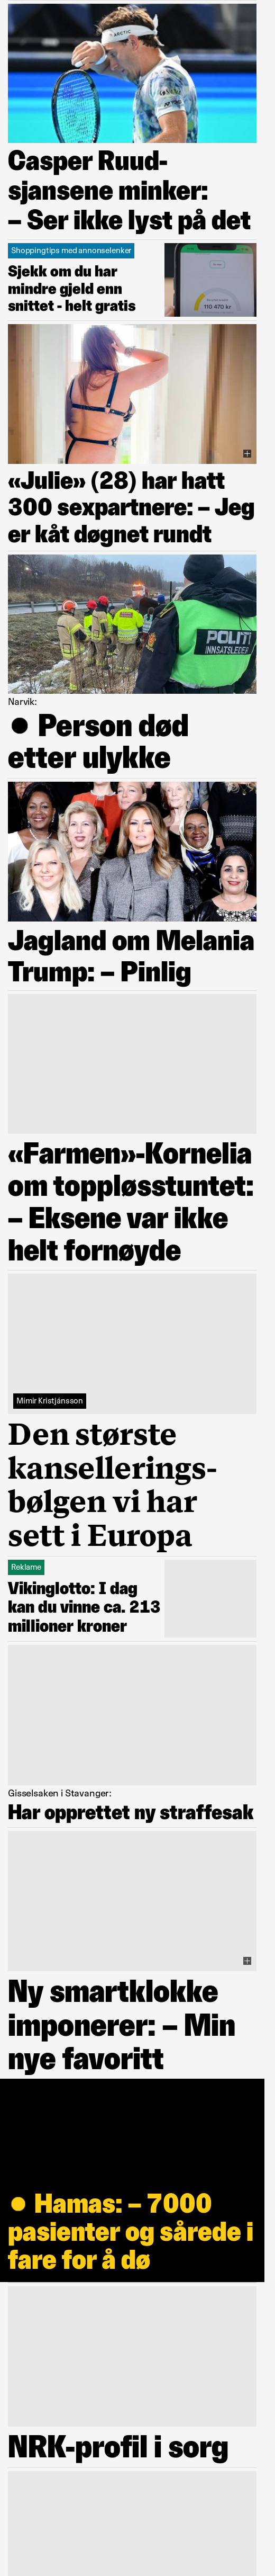 ARCTIC
Casper Ruud-
sjansene minker:
– Ser ikke lyst på det
Shoppingtips med annonselenker
Sjekk om du har
mindre gjeld enn
snittet - helt gratis
110 470 kr
«Julie» (28) har hatt
300 sexpartnere: – Jeg
er kåt døgnet rundt
POLITI
INNSATSLEDER
Narvik:
● Person død
etter ulykke
Jagland om Melania
Trump: – Pinlig
«Farmen»-Kornelia
om toppløsstuntet:
– Eksene var ikke
helt fornøyde
Mímir Kristjánsson
Den største
kansellerings-
bølgen vi har
sett i Europa
Reklame
Vikinglotto: I dag
kan du vinne ca. 213
millioner kroner
Gisselsaken i Stavanger:
Har opprettet ny straffesak
Ny smartklokke
imponerer: – Min
nye favoritt
● Hamas: – 7000
pasienter og sårede i
fare for å dø
NRK-profil i sorg